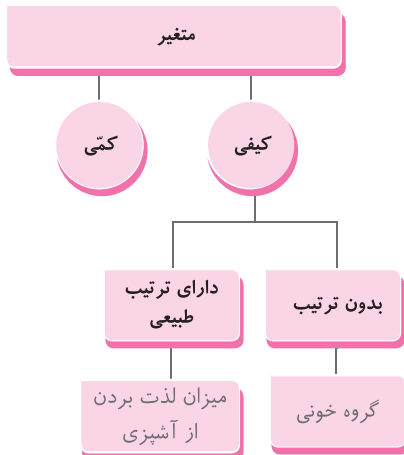 متغیر
کیفی
کمّی
بدون ترتیب
دارای ترتیب
طبیعی
گروه خونی
میزان لذت بردن
از آشپزی